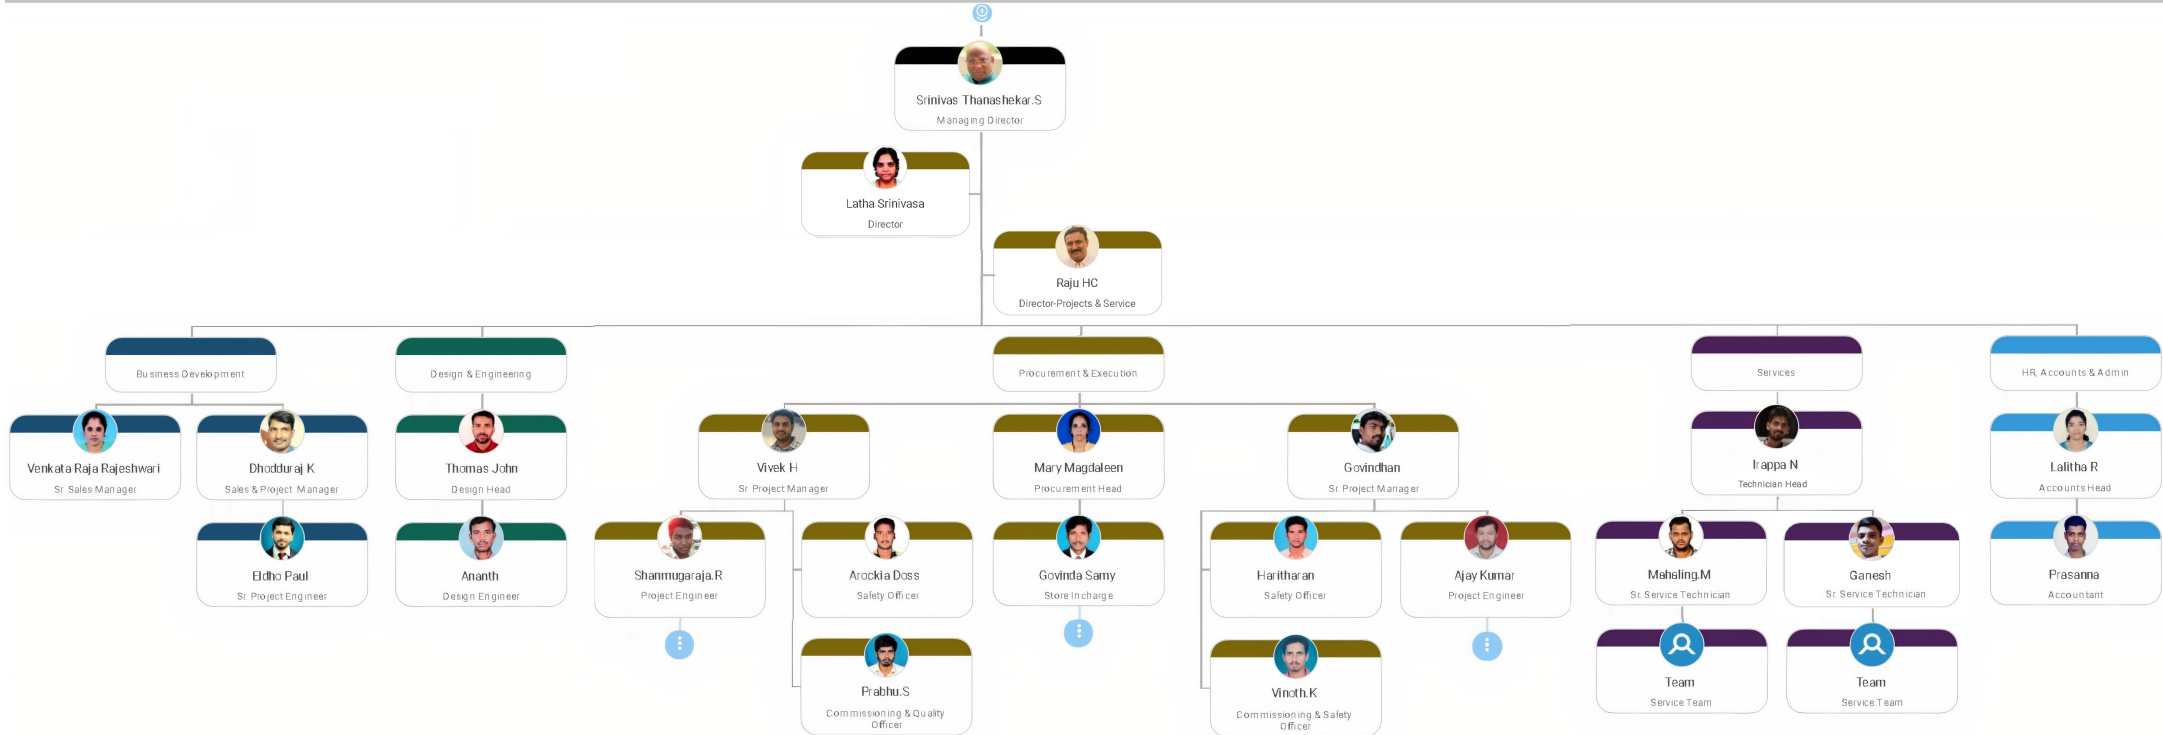 Srinivas Thanashekar.S
Managing Director
Latha Srinivasa
Director
Raju HC
Director-Projects & Service
Business Development
Design & Engineering
Procurement & Execution
Services
HR, Accounts & Admin
Venkata Raja Rajeshwari
Sr. Sales Manager
Dhodduraj K
Sales & Project Manager
Thomas John
Design Head
Vivek H
Sr. Project Manager
Mary Magdaleen
Procurement Head
Govindhan
Sr. Project Manager
Irappa N
Technician Head
Lalitha R
Accounts Head
Eldho Paul
Sr. Project Engineer
Ananth
Design Engineer
Shanmugaraja.R
Project Engineer
Arockia Doss
Safety Officer
Govinda Samy
Store Incharge
Haritharan
Safety Officer
Ajay Kumar
Project Engineer
Mahaling.M
Sr. Service Technician
Ganesh
Sr. Service Technician
Prasanna
Accountant
Prabhu.S
Commissioning & Quality
Officer
Vinoth.K
Commissioning & Safety
Officer
Team
Service Team
Team
Service Team